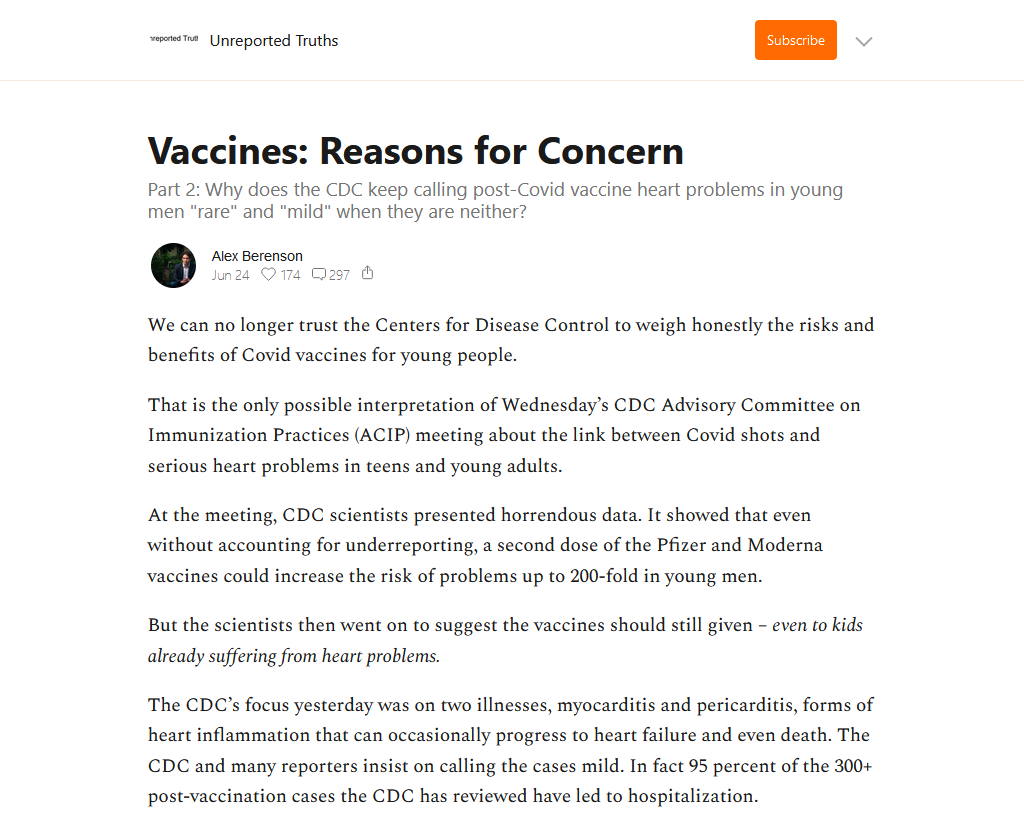 nreported Trut Unreported Truths
Subscribe
Vaccines: Reasons for Concern
Part 2: Why does the CDC keep calling post-Covid vaccine heart problems in young
men "rare" and "mild" when they are neither?
Alex Berenson
Jun 24 174 297
We can no longer trust the Centers for Disease Control to weigh honestly the risks and
benefits of Covid vaccines for young people.
That is the only possible interpretation of Wednesday’s CDC Advisory Committee on
Immunization Practices (ACIP) meeting about the link between Covid shots and
serious heart problems in teens and young adults.
At the meeting, CDC scientists presented horrendous data. It showed that even
without accounting for underreporting, a second dose of the Pfizer and Moderna
vaccines could increase the risk of problems up to 200-fold in young men.
But the scientists then went on to suggest the vaccines should still given – even to kids
already suffering from heart problems.
The CDC’s focus yesterday was on two illnesses, myocarditis and pericarditis, forms of
heart inflammation that can occasionally progress to heart failure and even death. The
CDC and many reporters insist on calling the cases mild. In fact 95 percent of the 300+
post-vaccination cases the CDC has reviewed have led to hospitalization.